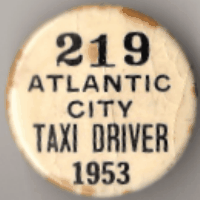 219
ATLANTIC
CITY
TAXI DRIVER
1953